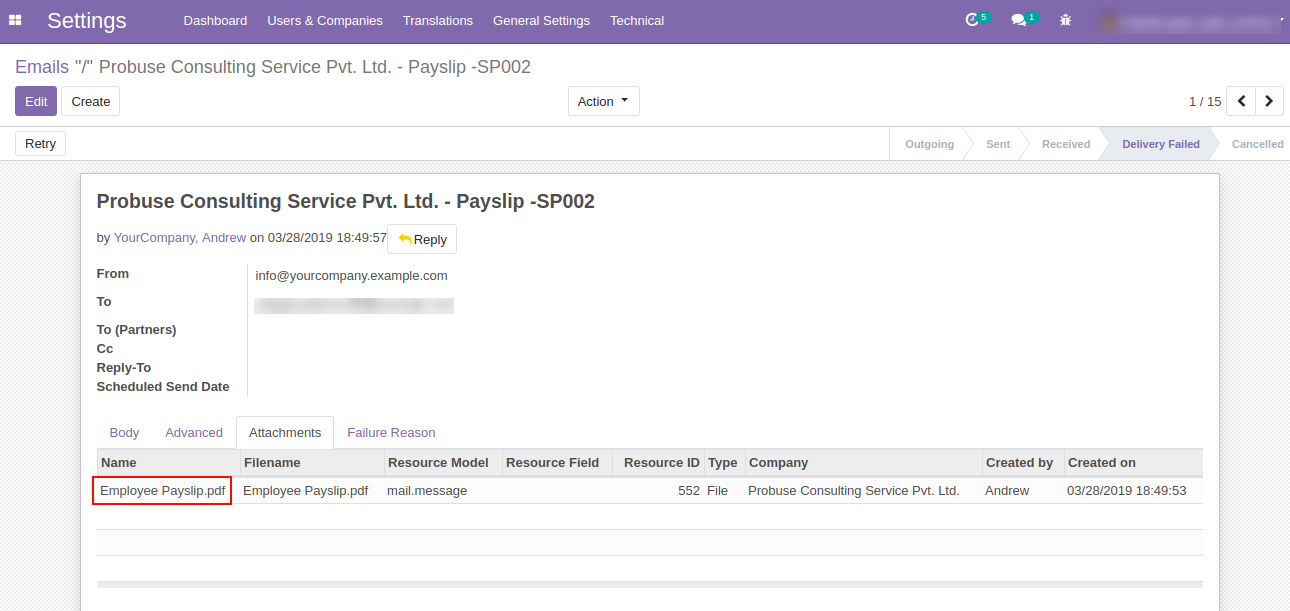 Settings Dashboard Users & Companies Translations General Settings Technical 5 1
Emails "/" Probuse Consulting Service Pvt. Ltd. - Payslip -SP002
Edit Create Action 1 / 15
Retry Outgoing Sent Received Delivery Failed Cancelled
Probuse Consulting Service Pvt. Ltd. - Payslip -SP002
by YourCompany, Andrew on 03/28/2019 18:49:57 Reply
From info@yourcompany.example.com
To
To (Partners)
Cc
Reply-To
Scheduled Send Date
Body Advanced Attachments Failure Reason
Name Filename Resource Model Resource Field Resource ID Type Company Created by Created on
Employee Payslip.pdf Employee Payslip.pdf mail.message 552 File Probuse Consulting Service Pvt. Ltd. Andrew 03/28/2019 18:49:53